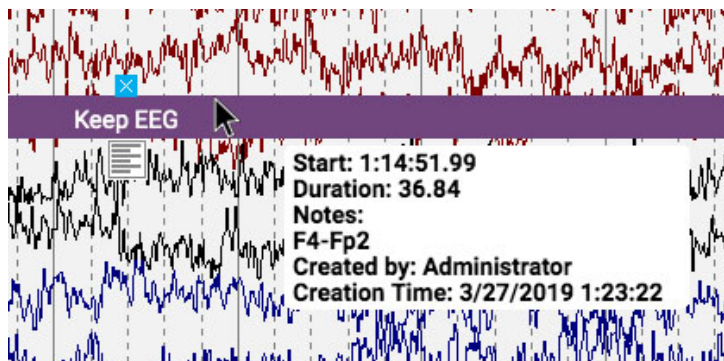 Keep EEG
Start: 1:14:51.99
Duration: 36.84
Notes:
F4-Fp2
Created by: Administrator
Creation Time: 3/27/2019 1:23:22